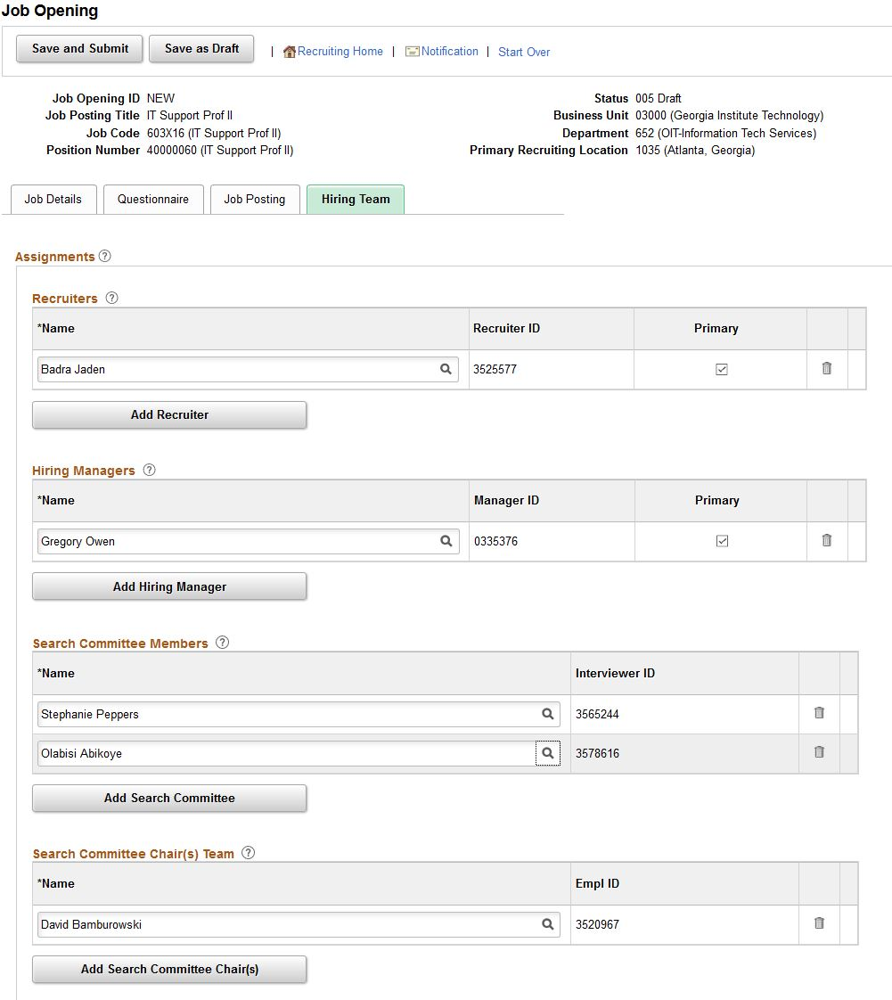 Job Opening
Save and Submit Save as Draft | Recruiting Home | Notification | Start Over
Job Opening ID NEW Status 005 Draft
Job Posting Title IT Support Prof II Business Unit 03000 (Georgia Institute Technology)
Job Code 603X16 (IT Support Prof II) Department 652 (OIT-Information Tech Services)
Position Number 40000060 (IT Support Prof II) Primary Recruiting Location 1035 (Atlanta, Georgia)
Job Details Questionnaire Job Posting Hiring Team
Assignments ?
Recruiters ?
*Name Recruiter ID Primary
Badra Jaden 3525577
Add Recruiter
Hiring Managers ?
*Name Manager ID Primary
Gregory Owen 0335376
Add Hiring Manager
Search Committee Members ?
*Name Interviewer ID
Stephanie Peppers 3565244
Olabisi Abikoye 3578616
Add Search Committee
Search Committee Chair(s) Team ?
*Name Empl ID
David Bamburowski 3520967
Add Search Committee Chair(s)